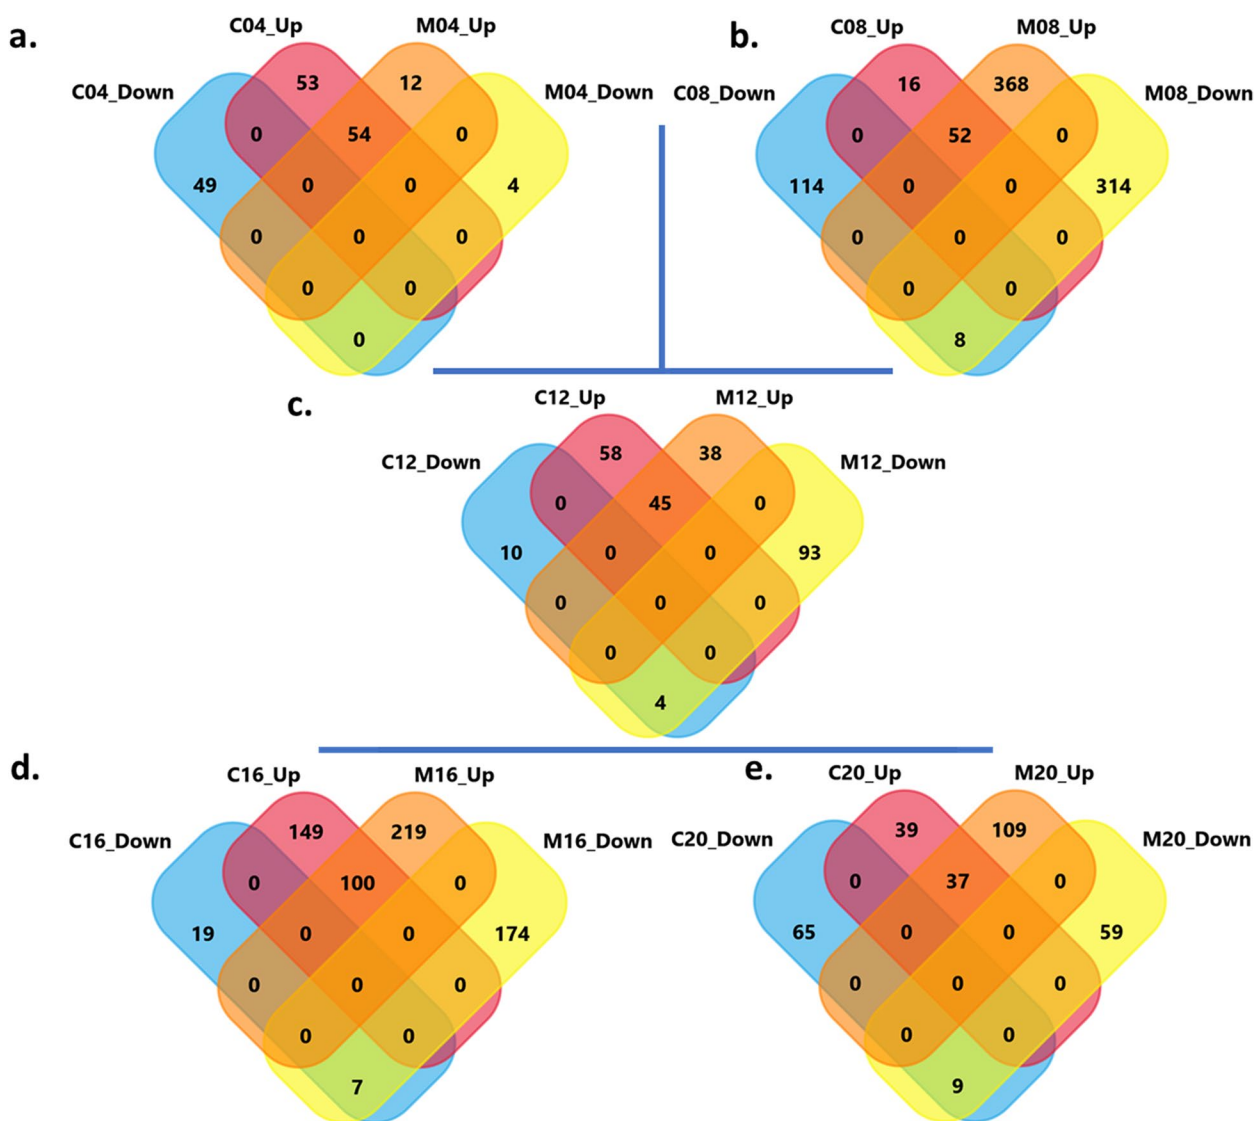 a.
C04_Up M04_Up
C04_Down M04_Down
53 12
0 54 0
49 0 0 4
0 0 0
0 0
0
b.
C08_Up M08_Up
C08_Down M08_Down
16 368
0 52 0
114 0 0 314
0 0 0
0 0
8
c.
C12_Up M12_Up
C12_Down M12_Down
58 38
0 45 0
10 0 0 93
0 0 0
0 0
4
d.
C16_Up M16_Up
C16_Down M16_Down
149 219
0 100 0
19 0 0 174
0 0 0
0 0
7
e.
C20_Up M20_Up
C20_Down M20_Down
39 109
0 37 0
65 0 0 59
0 0 0
0 0
9